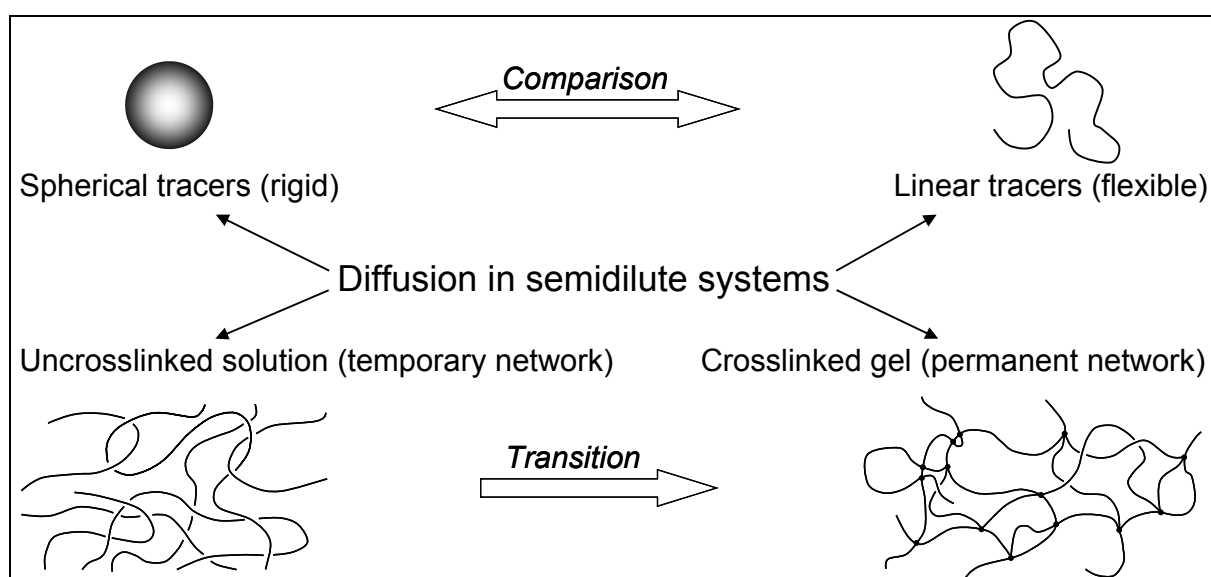 Comparison
Spherical tracers (rigid)
Linear tracers (flexible)
Diffusion in semidilute systems
Uncrosslinked solution (temporary network)
Crosslinked gel (permanent network)
Transition